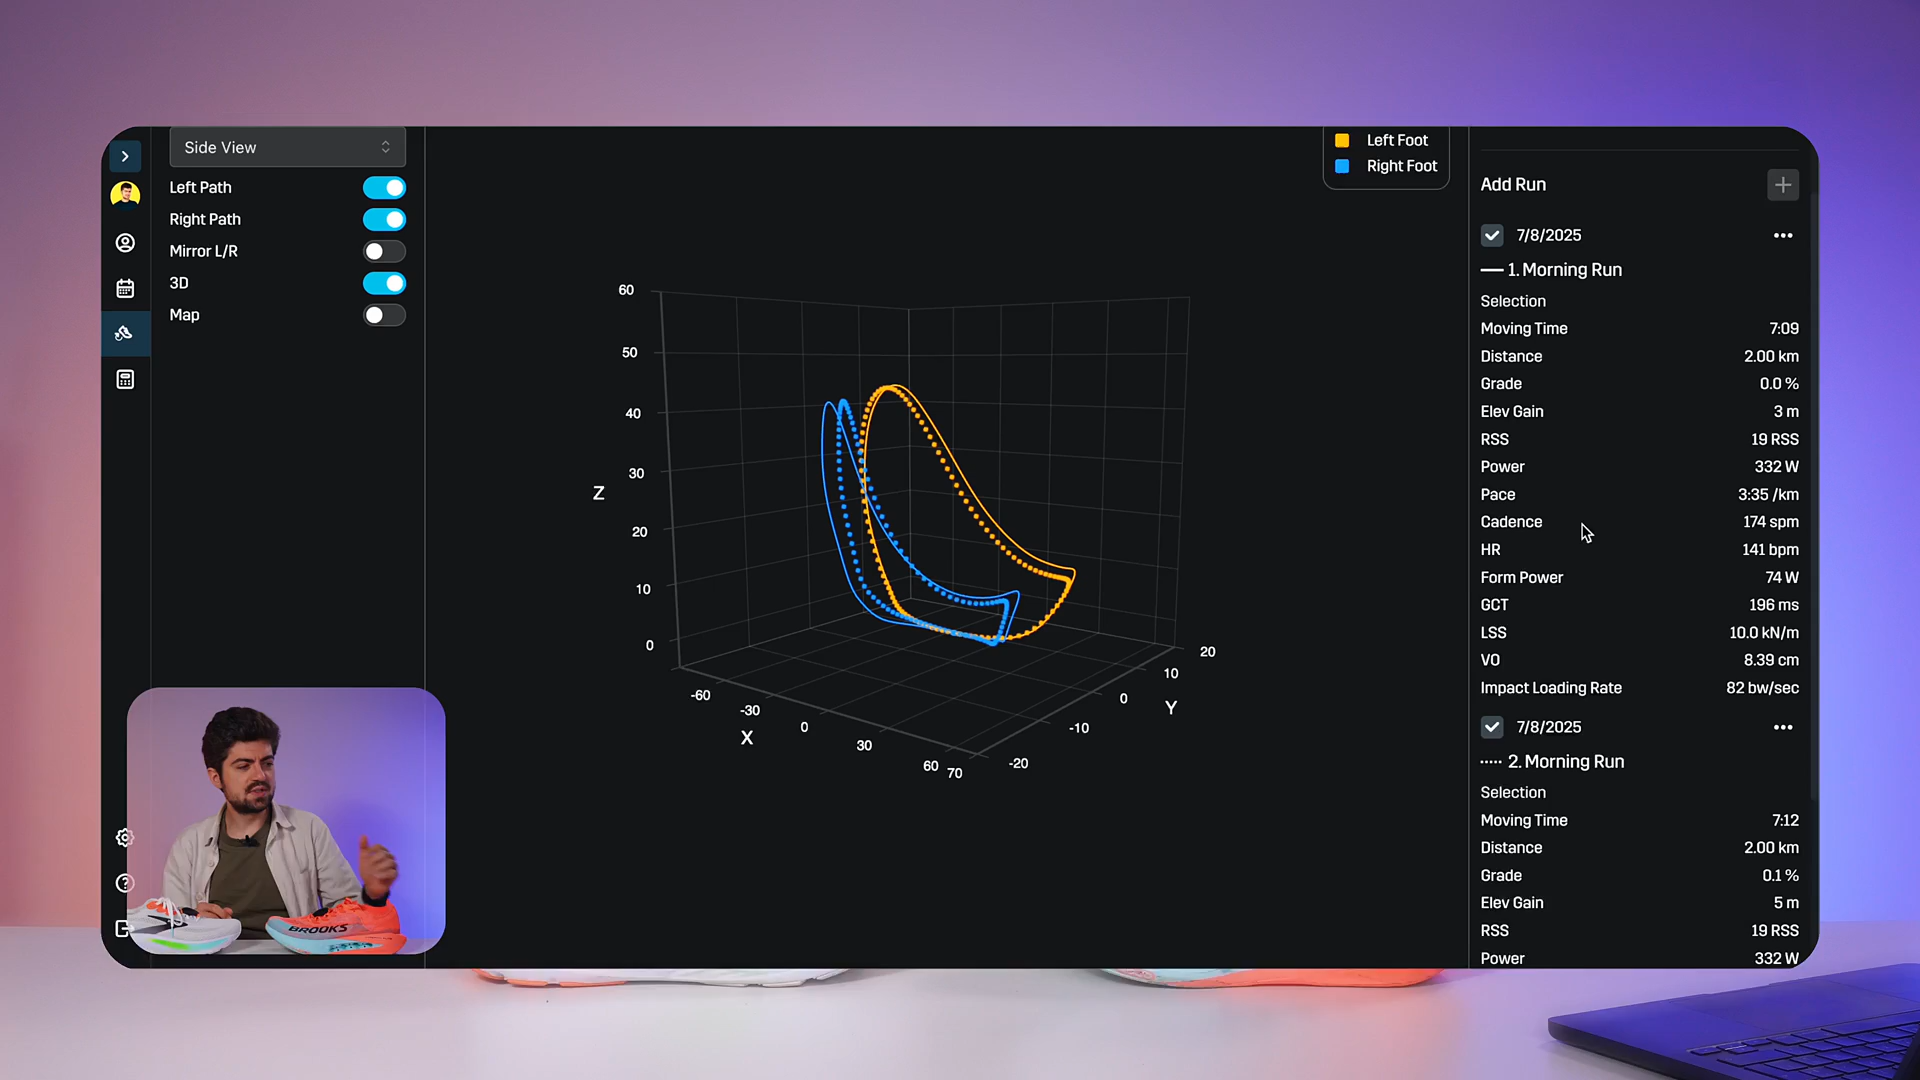 Side View
Left Path
Right Path
Mirror L/R
3D
Map
Left Foot
Right Foot
60
50
40
30
20
10
0
Z
-60
-30
0
30
60
70
X
-20
-10
0
10
20
Y
Add Run
7/8/2025
1. Morning Run
Selection
Moving Time 7:09
Distance 2.00 km
Grade 0.0 %
Elev Gain 3 m
RSS 19 RSS
Power 332 W
Pace 3:35 /km
Cadence 174 spm
HR 141 bpm
Form Power 74 W
GCT 196 ms
LSS 10.0 kN/m
VO 8.39 cm
Impact Loading Rate 82 bw/sec
7/8/2025
2. Morning Run
Selection
Moving Time 7:12
Distance 2.00 km
Grade 0.1 %
Elev Gain 5 m
RSS 19 RSS
Power 332 W
BROOKS